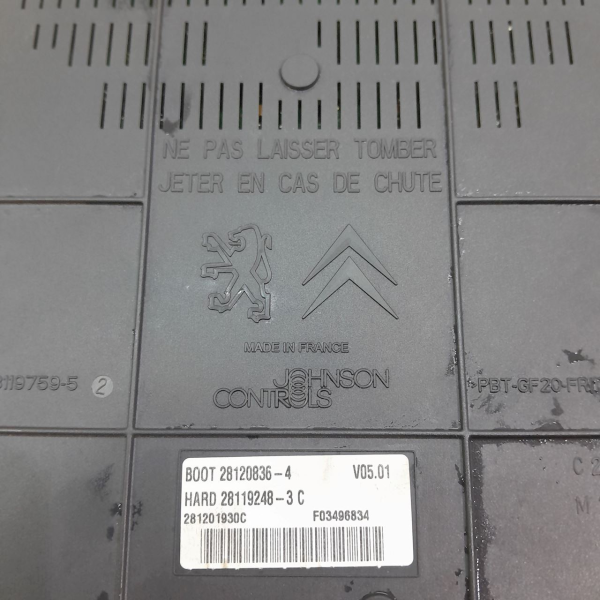 NE PAS LAISSER TOMBER
JETER EN CAS DE CHUTE
MADE IN FRANCE
JOHNSON
CONTROLS
119759-5 2
PBT-GF20-FR
BOOT 28120836-4 V05.01
HARD 28119248-3 C
281201930C F03496834
C 2
M